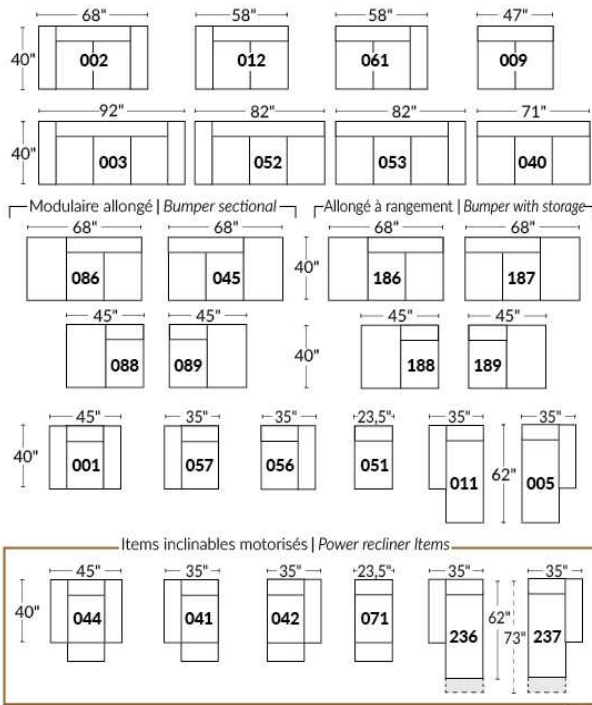 68" 58" 58" 47"
40" 002 012 061 009
92" 82" 82" 71"
40" 003 052 053 040
Modulaire allongé | Bumper sectional Allongé à rangement | Bumper with storage
68" 68" 68" 68"
086 045 40" 186 187
45" 45" 45" 45"
088 089 40" 188 189
45" 35" 35" 23,5" 35" 35"
40" 001 057 056 051 011 62" 005
Items inclinables motorisés | Power recliner Items
45" 35" 35" 23,5" 35" 35"
40" 044 041 042 071 236 62" 73" 237